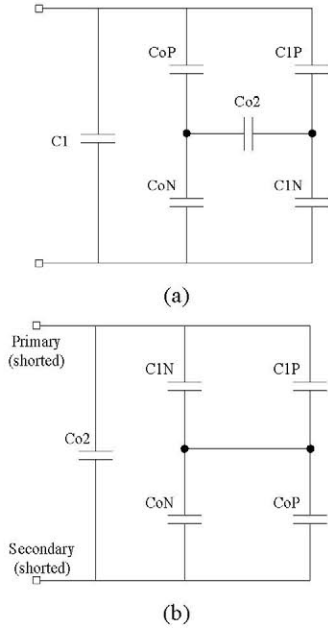 CoP
C1P
Co2
C1
CoN
C1N
(a)
Primary
(shorted)
C1N
C1P
Co2
CoN
CoP
Secondary
(shorted)
(b)